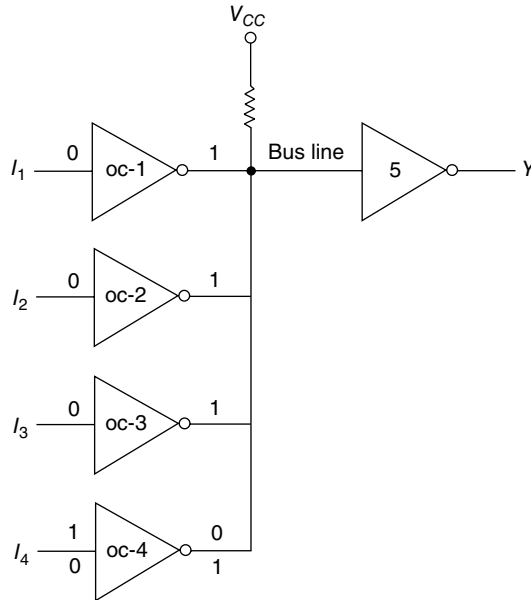 V_CC
I_1 0 oc-1 1 Bus line 5 Y
I_2 0 oc-2 1
I_3 0 oc-3 1
I_4 1 0 oc-4 0 1